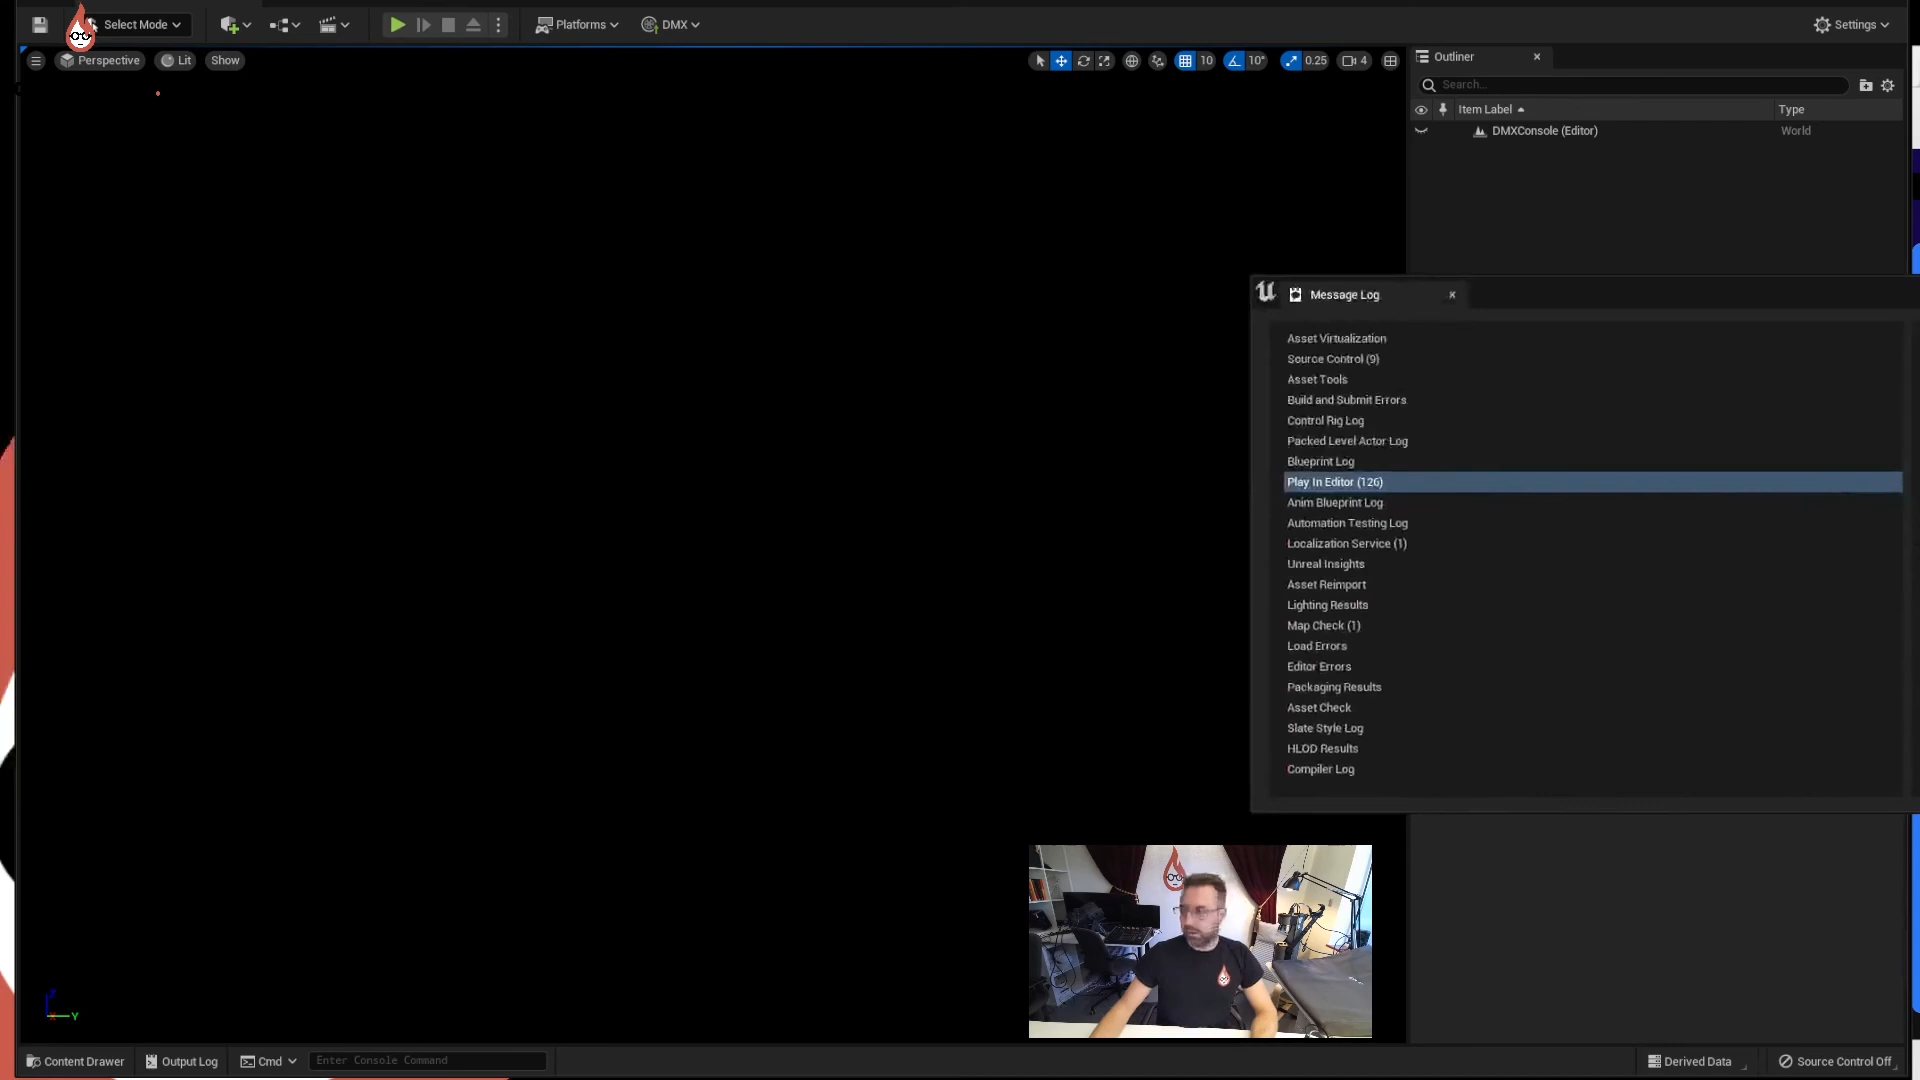 Select Mode
Platforms
DMX
Settings
Perspective
Lit
Show
10
10°
0.25
4
Outliner
Search...
Item Label
Type
DMXConsole (Editor)
World
Message Log
Asset Virtualization
Source Control (9)
Asset Tools
Build and Submit Errors
Control Rig Log
Packed Level Actor Log
Blueprint Log
Play In Editor (126)
Anim Blueprint Log
Automation Testing Log
Localization Service (1)
Unreal Insights
Asset Reimport
Lighting Results
Map Check (1)
Load Errors
Editor Errors
Packaging Results
Asset Check
Slate Style Log
HLOD Results
Compiler Log
Z
Y
Content Drawer
Output Log
Cmd
Enter Console Command
Derived Data
Source Control Off